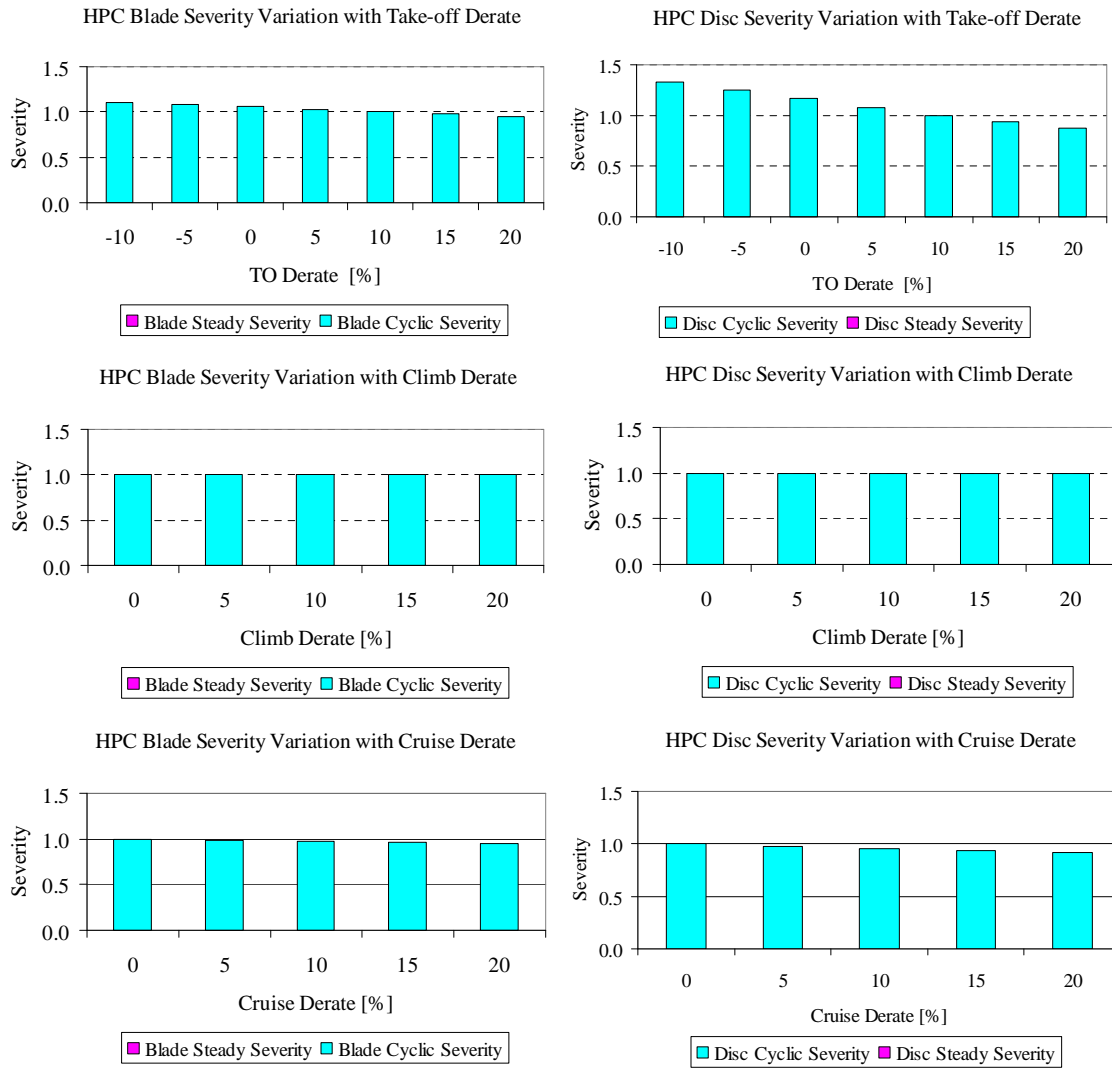 HPC Blade Severity Variation with Take-off Derate
1.5
1.0
0.5
0.0
Severity
-10 -5 0 5 10 15 20
TO Derate [%]
Blade Steady Severity Blade Cyclic Severity
HPC Disc Severity Variation with Take-off Derate
1.5
1.0
0.5
0.0
Severity
-10 -5 0 5 10 15 20
TO Derate [%]
Disc Cyclic Severity Disc Steady Severity
HPC Blade Severity Variation with Climb Derate
1.5
1.0
0.5
0.0
Severity
0 5 10 15 20
Climb Derate [%]
Blade Steady Severity Blade Cyclic Severity
HPC Disc Severity Variation with Climb Derate
1.5
1.0
0.5
0.0
Severity
0 5 10 15 20
Climb Derate [%]
Disc Cyclic Severity Disc Steady Severity
HPC Blade Severity Variation with Cruise Derate
1.5
1.0
0.5
0.0
Severity
0 5 10 15 20
Cruise Derate [%]
Blade Steady Severity Blade Cyclic Severity
HPC Disc Severity Variation with Cruise Derate
1.5
1.0
0.5
0.0
Severity
0 5 10 15 20
Cruise Derate [%]
Disc Cyclic Severity Disc Steady Severity